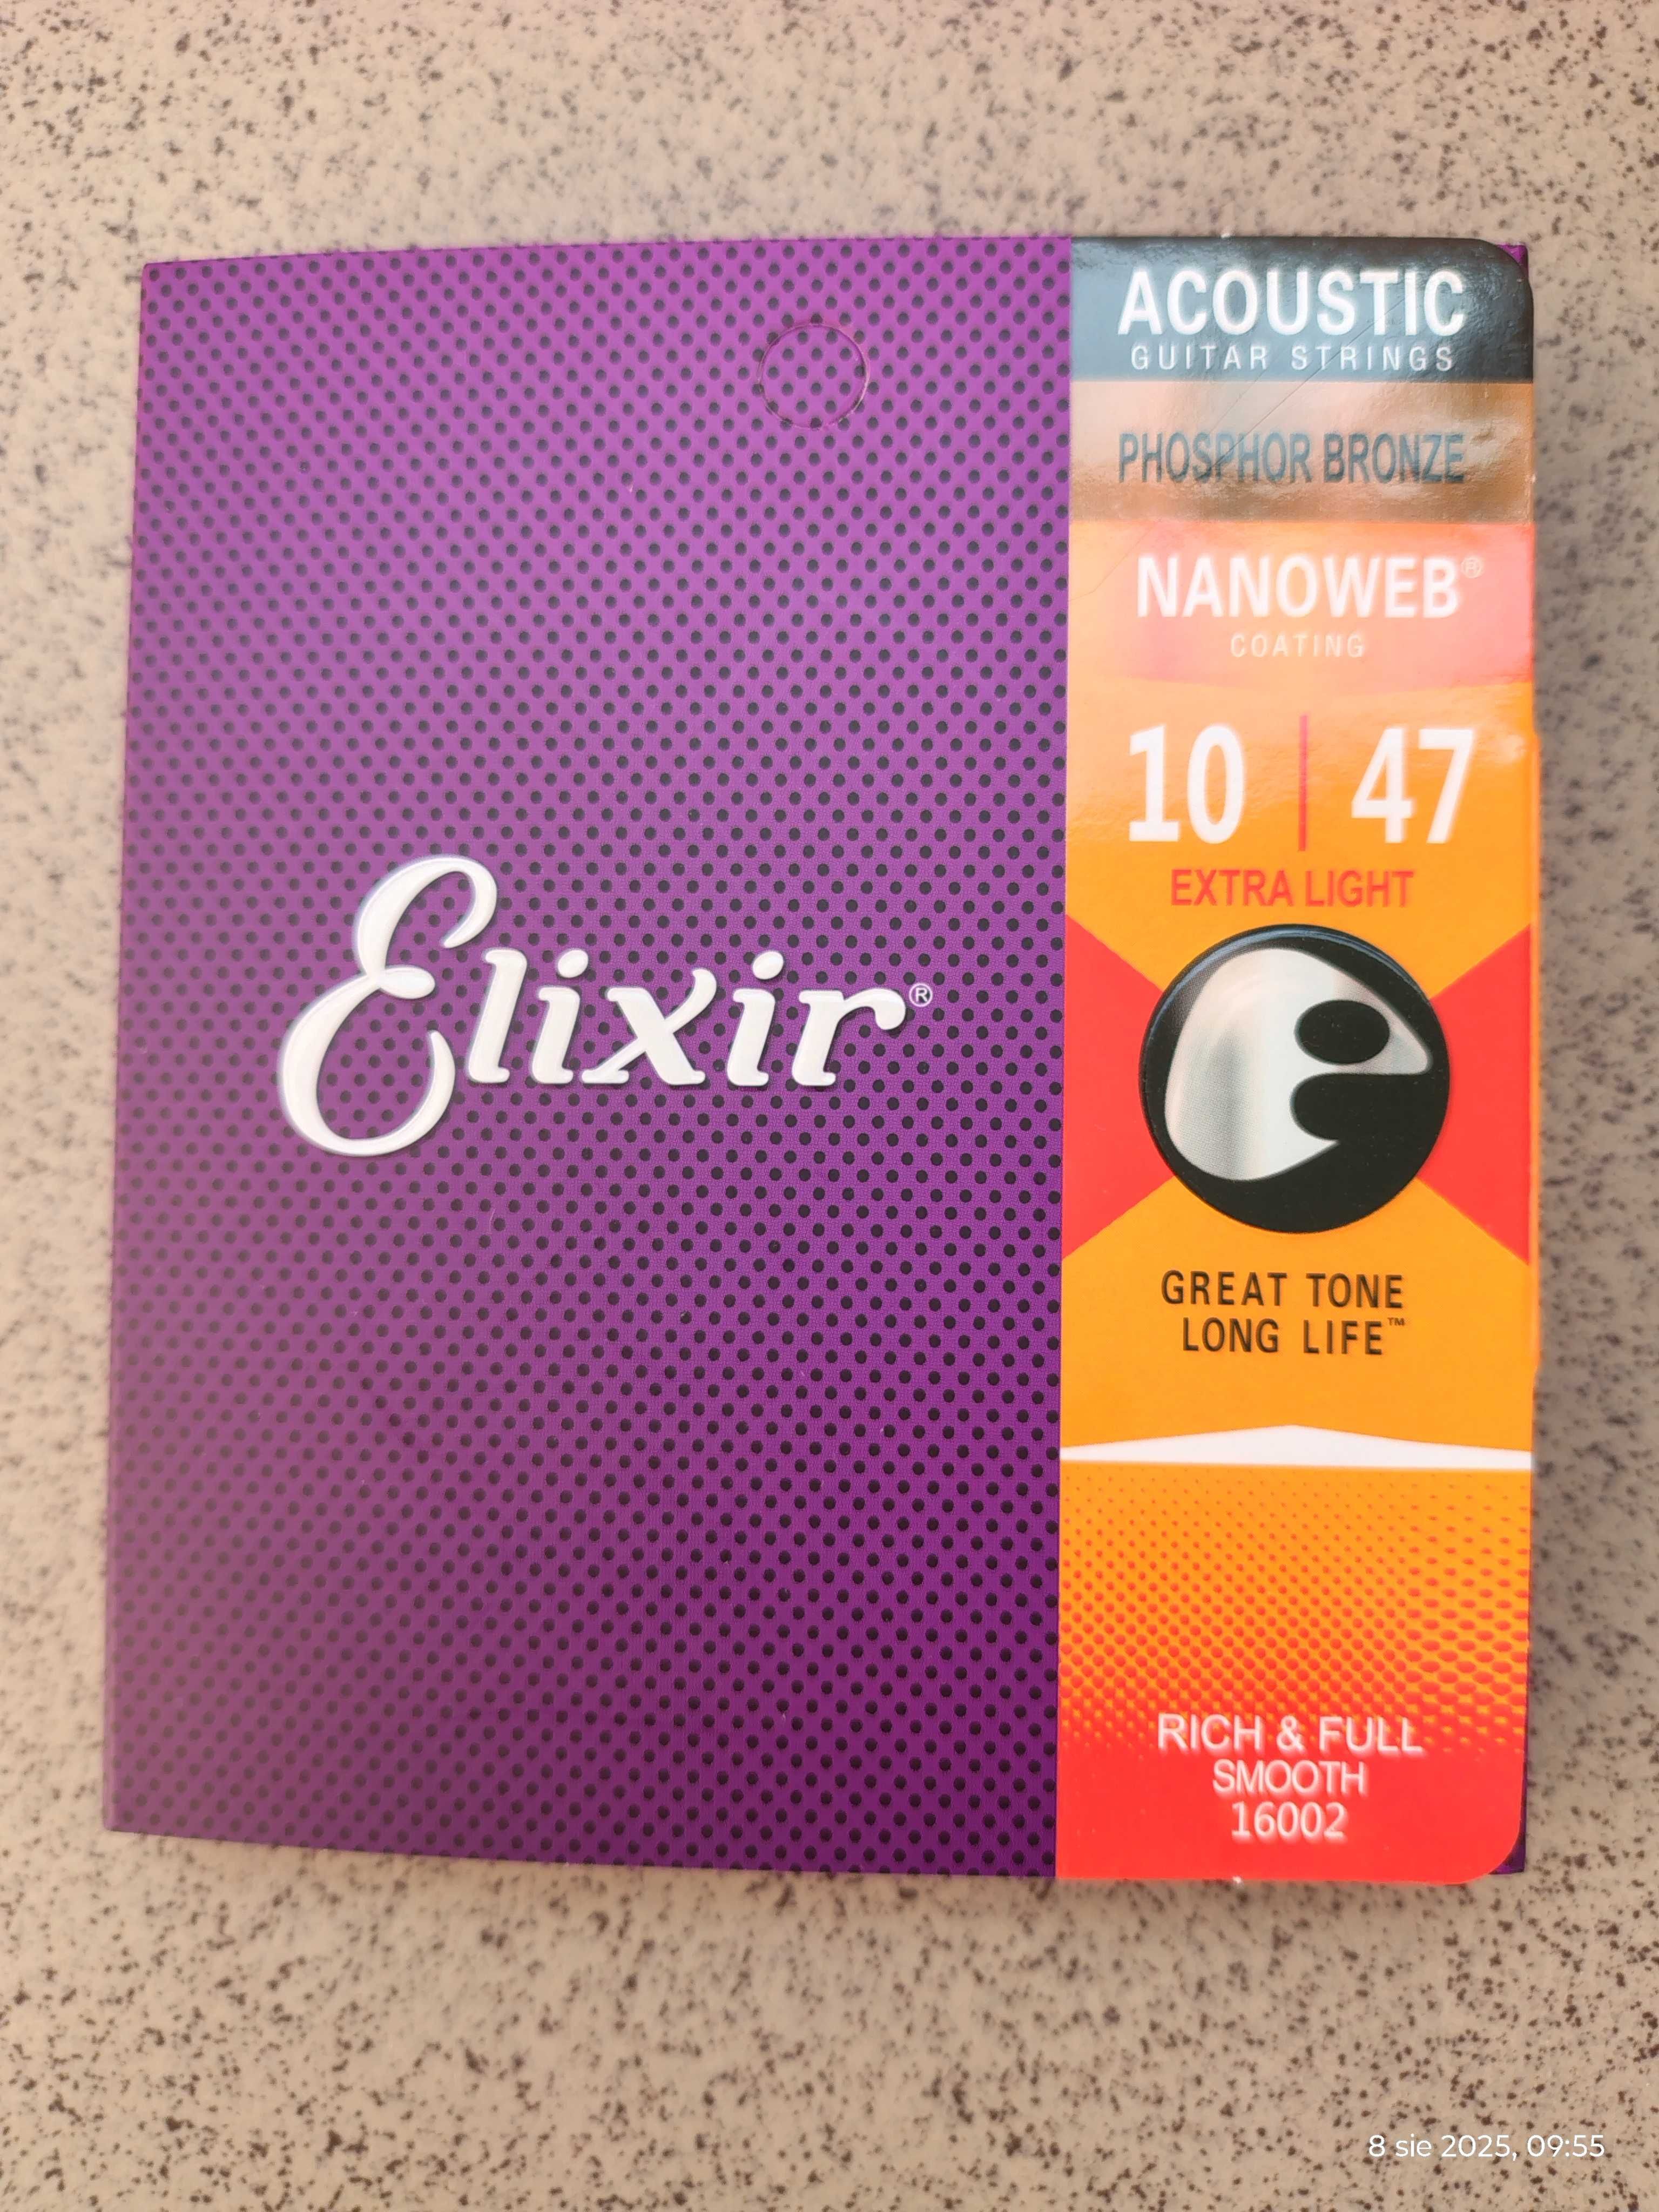 Elixir®
ACOUSTIC
GUITAR STRINGS
PHOSPHOR BRONZE
NANOWEB®
COATING
10 | 47
EXTRA LIGHT
GREAT TONE
LONG LIFE™
RICH & FULL
SMOOTH
16002
8 sie 2025, 09:55